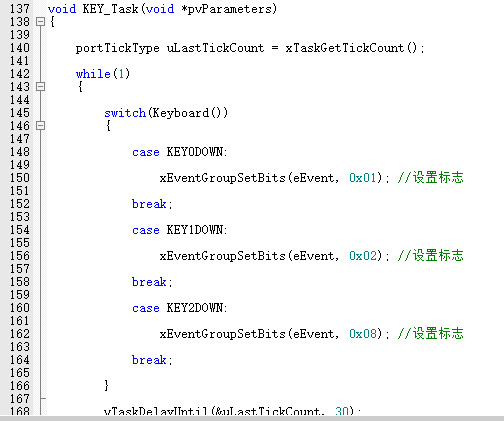 137 void KEY_Task(void *pvParameters)
138 {
139
140 portTickType uLastTickCount = xTaskGetTickCount();
141
142 while(1)
143 {
144
145 switch(Keyboard())
146 {
147
148 case KEY0DOWN:
149
150 xEventGroupSetBits(eEvent, 0x01); //设置标志
151
152 break;
153
154 case KEY1DOWN:
155
156 xEventGroupSetBits(eEvent, 0x02); //设置标志
157
158 break;
159
160 case KEY2DOWN:
161
162 xEventGroupSetBits(eEvent, 0x08); //设置标志
163
164 break;
165
166 }
167
168 vTaskDelayUntil(&uLastTickCount, 30);